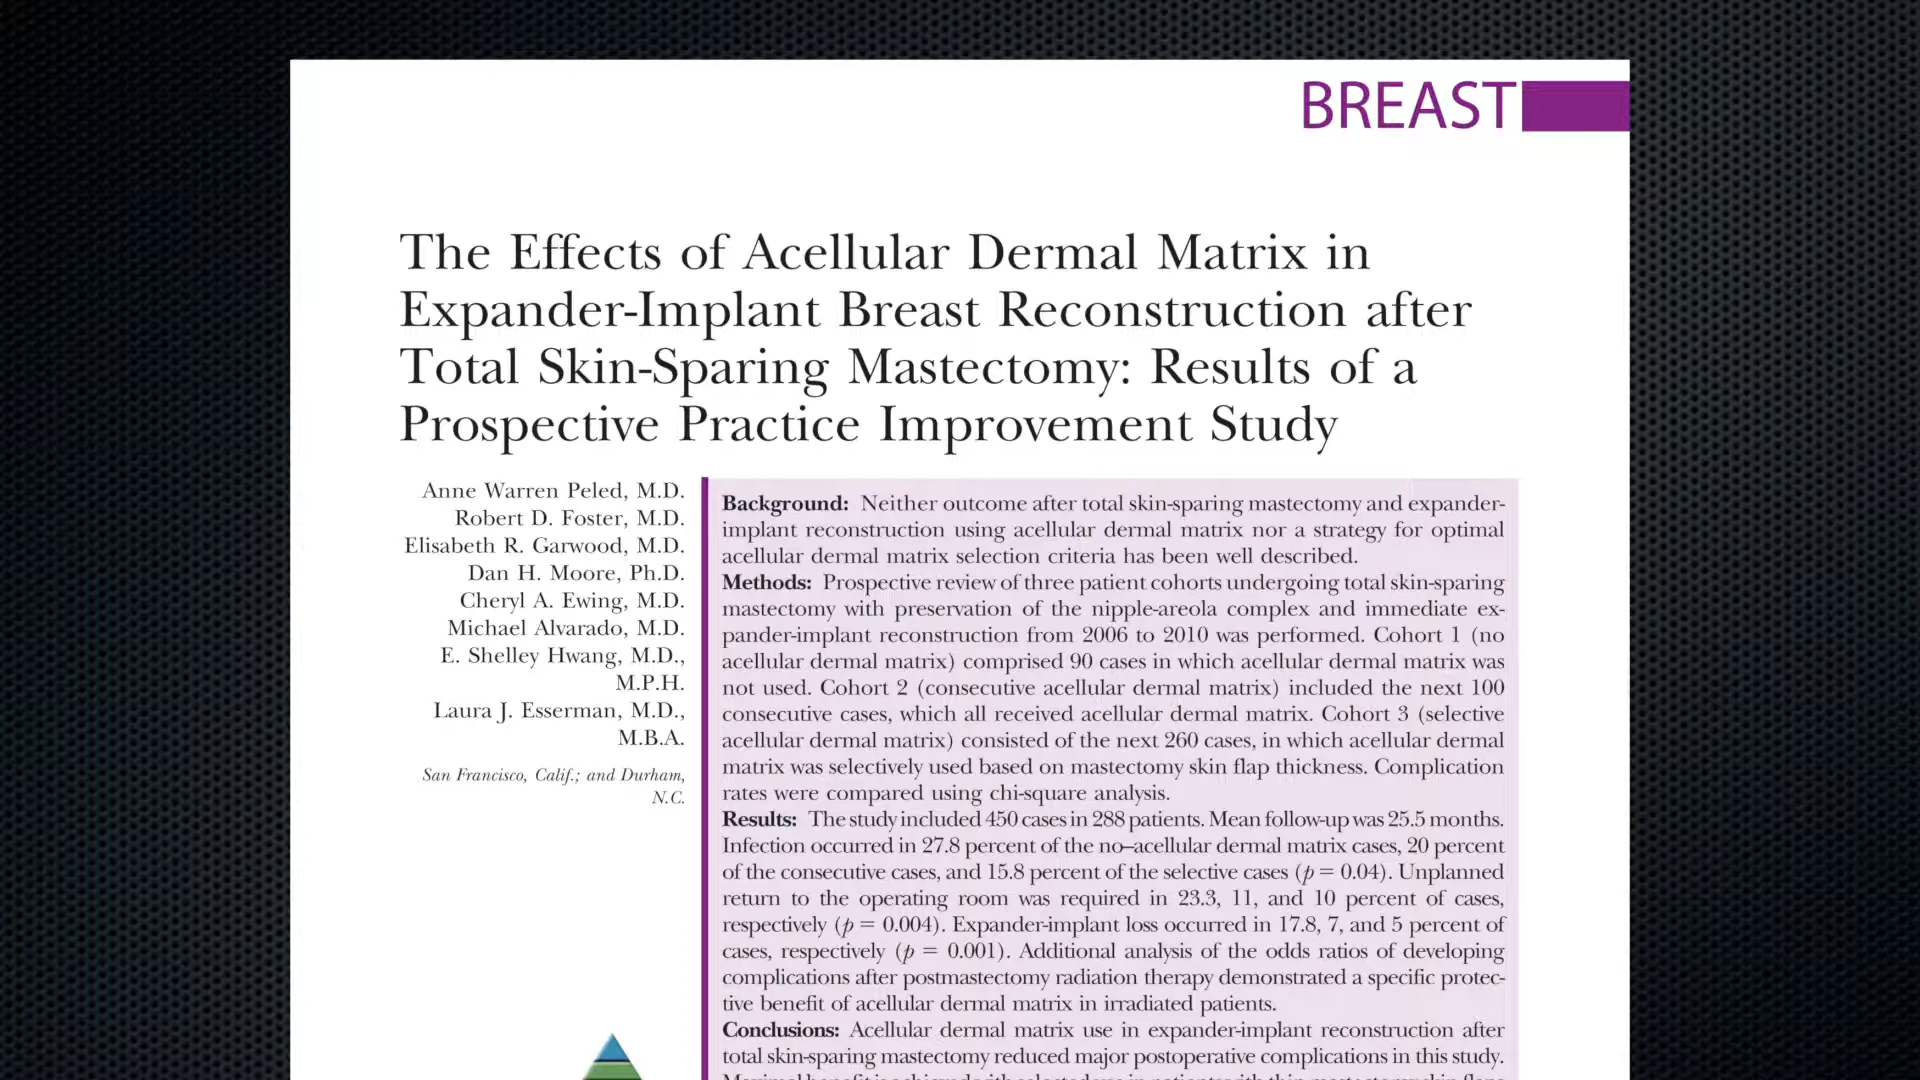 BREAST
The Effects of Acellular Dermal Matrix in
Expander-Implant Breast Reconstruction after
Total Skin-Sparing Mastectomy: Results of a
Prospective Practice Improvement Study
Anne Warren Peled, M.D.
Robert D. Foster, M.D.
Elisabeth R. Garwood, M.D.
Dan H. Moore, Ph.D.
Cheryl A. Ewing, M.D.
Michael Alvarado, M.D.
E. Shelley Hwang, M.D.,
M.P.H.
Laura J. Esserman, M.D.,
M.B.A.
San Francisco, Calif.; and Durham,
N.C.
Background: Neither outcome after total skin-sparing mastectomy and expander-
implant reconstruction using acellular dermal matrix nor a strategy for optimal
acellular dermal matrix selection criteria has been well described.
Methods: Prospective review of three patient cohorts undergoing total skin-sparing
mastectomy with preservation of the nipple-areola complex and immediate ex-
pander-implant reconstruction from 2006 to 2010 was performed. Cohort 1 (no
acellular dermal matrix) comprised 90 cases in which acellular dermal matrix was
not used. Cohort 2 (consecutive acellular dermal matrix) included the next 100
consecutive cases, which all received acellular dermal matrix. Cohort 3 (selective
acellular dermal matrix) consisted of the next 260 cases, in which acellular dermal
matrix was selectively used based on mastectomy skin flap thickness. Complication
rates were compared using chi-square analysis.
Results: The study included 450 cases in 288 patients. Mean follow-up was 25.5 months.
Infection occurred in 27.8 percent of the no–acellular dermal matrix cases, 20 percent
of the consecutive cases, and 15.8 percent of the selective cases (p = 0.04). Unplanned
return to the operating room was required in 23.3, 11, and 10 percent of cases,
respectively (p = 0.004). Expander-implant loss occurred in 17.8, 7, and 5 percent of
cases, respectively (p = 0.001). Additional analysis of the odds ratios of developing
complications after postmastectomy radiation therapy demonstrated a specific protec-
tive benefit of acellular dermal matrix in irradiated patients.
Conclusions: Acellular dermal matrix use in expander-implant reconstruction after
total skin-sparing mastectomy reduced major postoperative complications in this study.